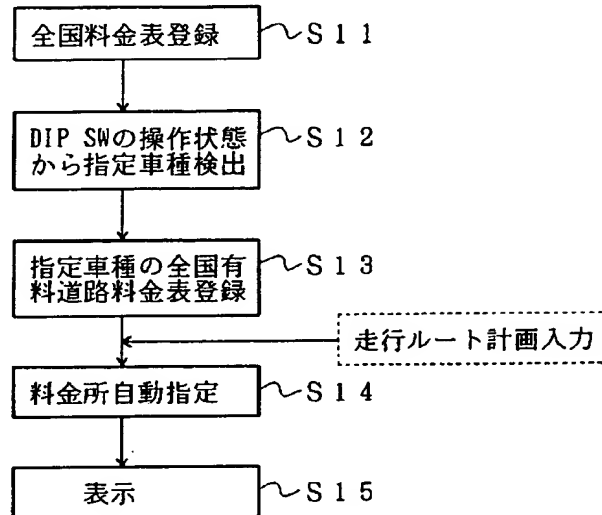 全国料金表登録 S11
DIP SWの操作状態 S12
から指定車種検出
指定車種の全国有 S13
料道路料金表登録
走行ルート計画入力
料金所自動指定 S14
表示 S15